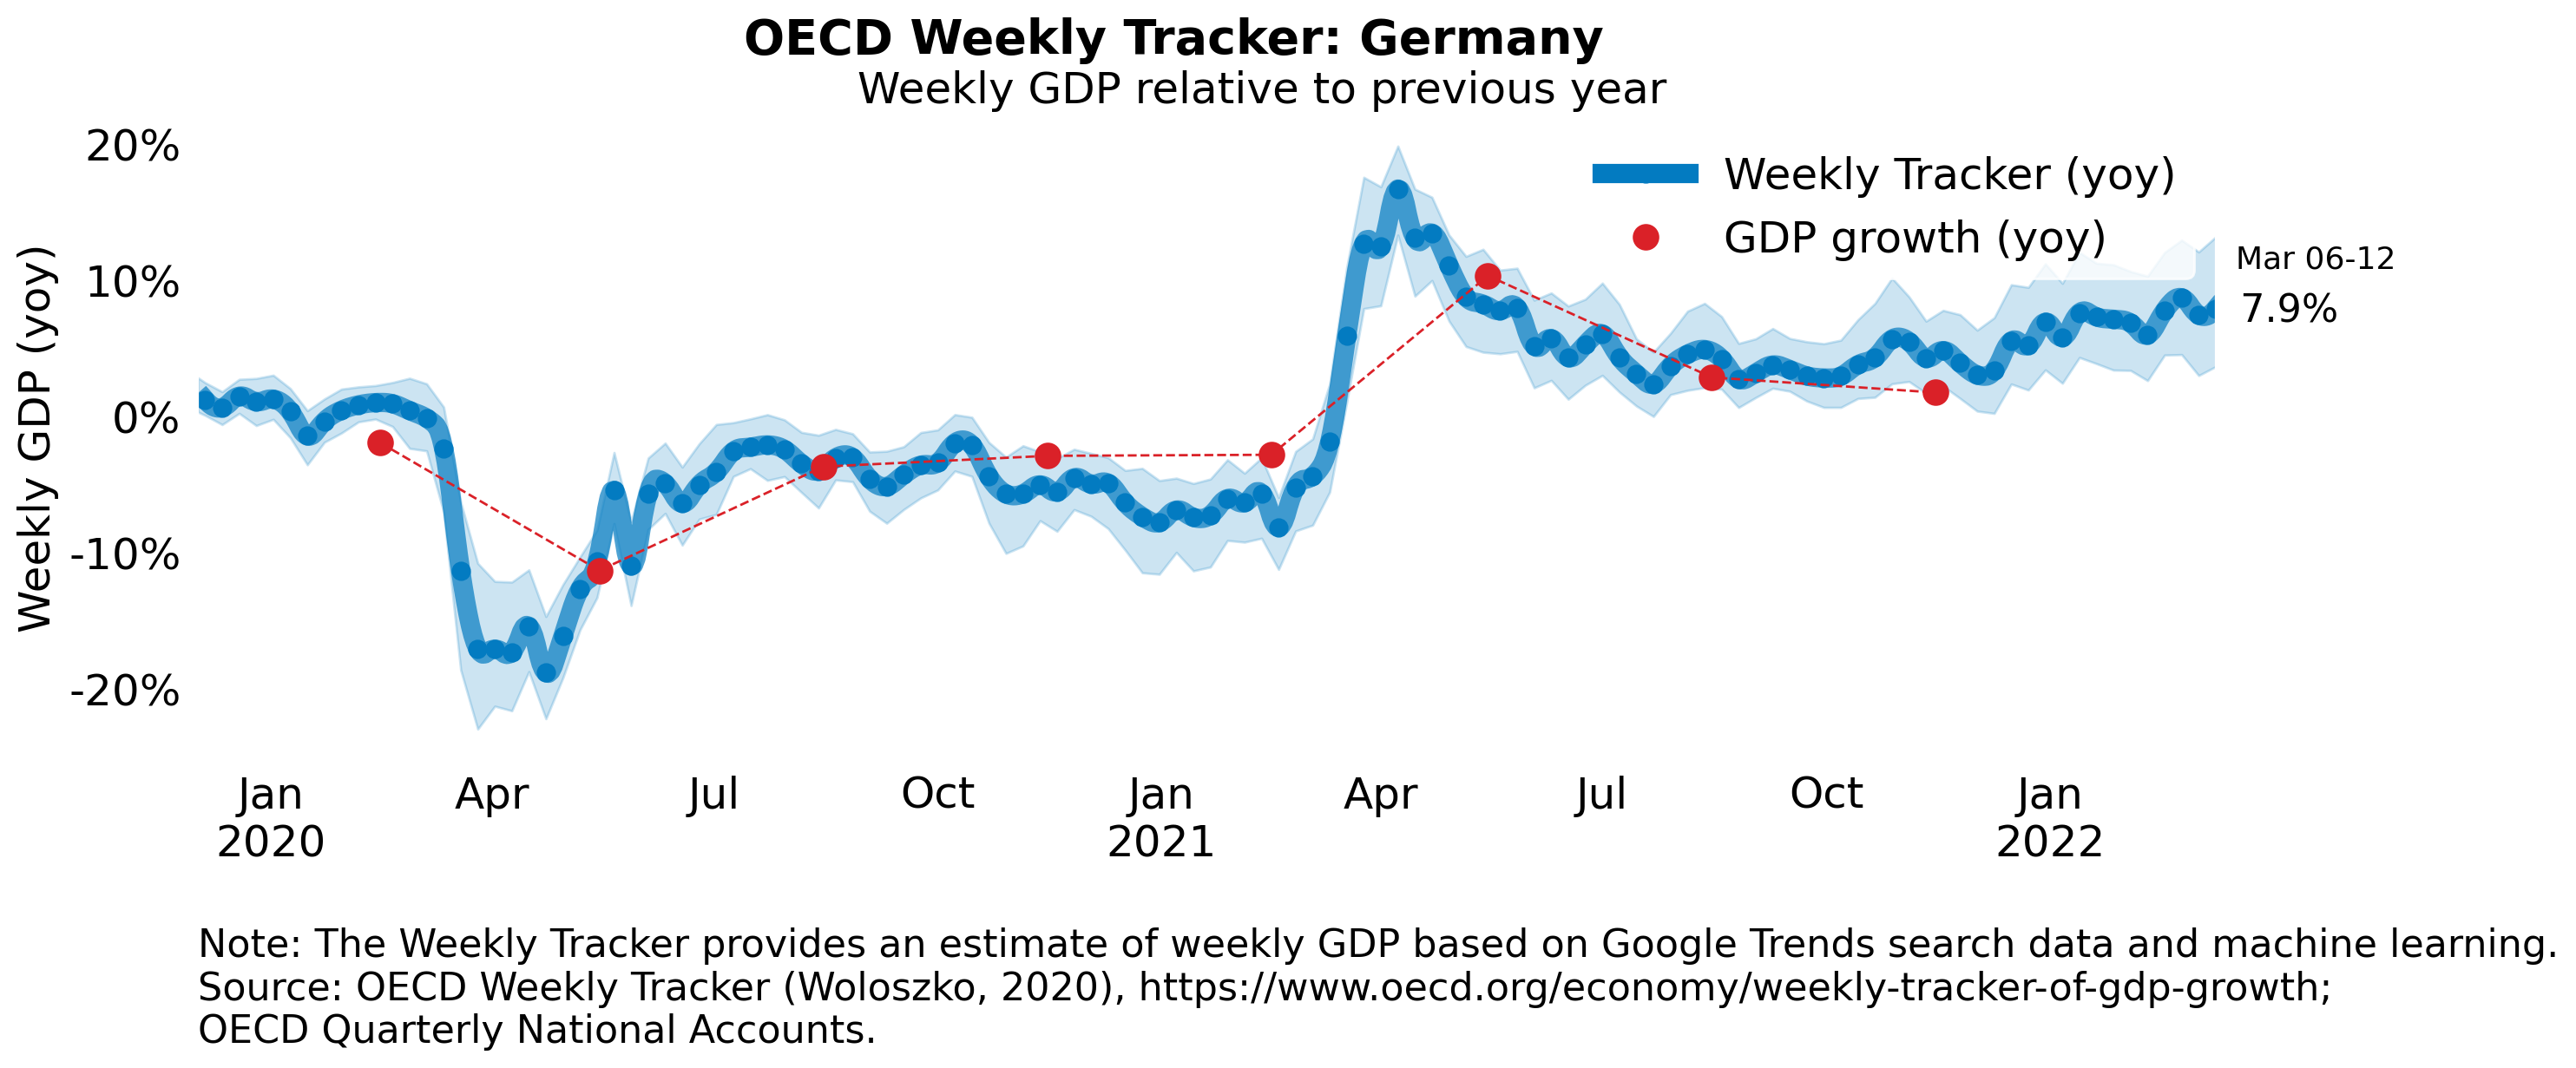 OECD Weekly Tracker: Germany
Weekly GDP relative to previous year
Weekly GDP (yoy)
20%
10%
0%
-10%
-20%
Weekly Tracker (yoy)
GDP growth (yoy)
Mar 06-12
7.9%
Jan Apr Jul Oct Jan Apr Jul Oct Jan
2020 2021 2022
Note: The Weekly Tracker provides an estimate of weekly GDP based on Google Trends search data and machine learning.
Source: OECD Weekly Tracker (Woloszko, 2020), https://www.oecd.org/economy/weekly-tracker-of-gdp-growth;
OECD Quarterly National Accounts.